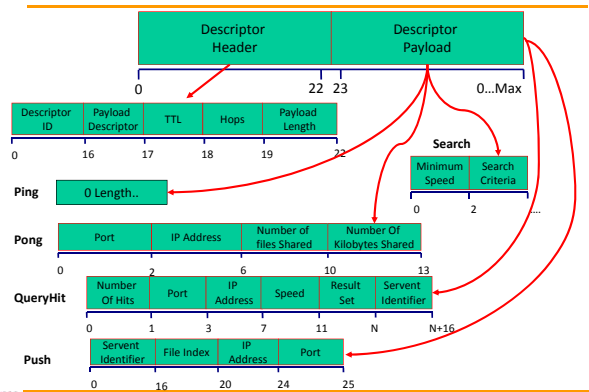 Descriptor Header
Descriptor Payload
0 22 23 0...Max
Descriptor ID
Payload Descriptor
TTL
Hops
Payload Length
0 16 17 18 19 22
Search
Minimum Speed
Search Criteria
0 2 ....
Ping
0 Length..
Pong
Port
IP Address
Number of files Shared
Number Of Kilobytes Shared
0 2 6 10 13
QueryHit
Number Of Hits
Port
IP Address
Speed
Result Set
Servent Identifier
0 1 3 7 11 N N+16
Push
Servent Identifier
File Index
IP Address
Port
0 16 20 24 25